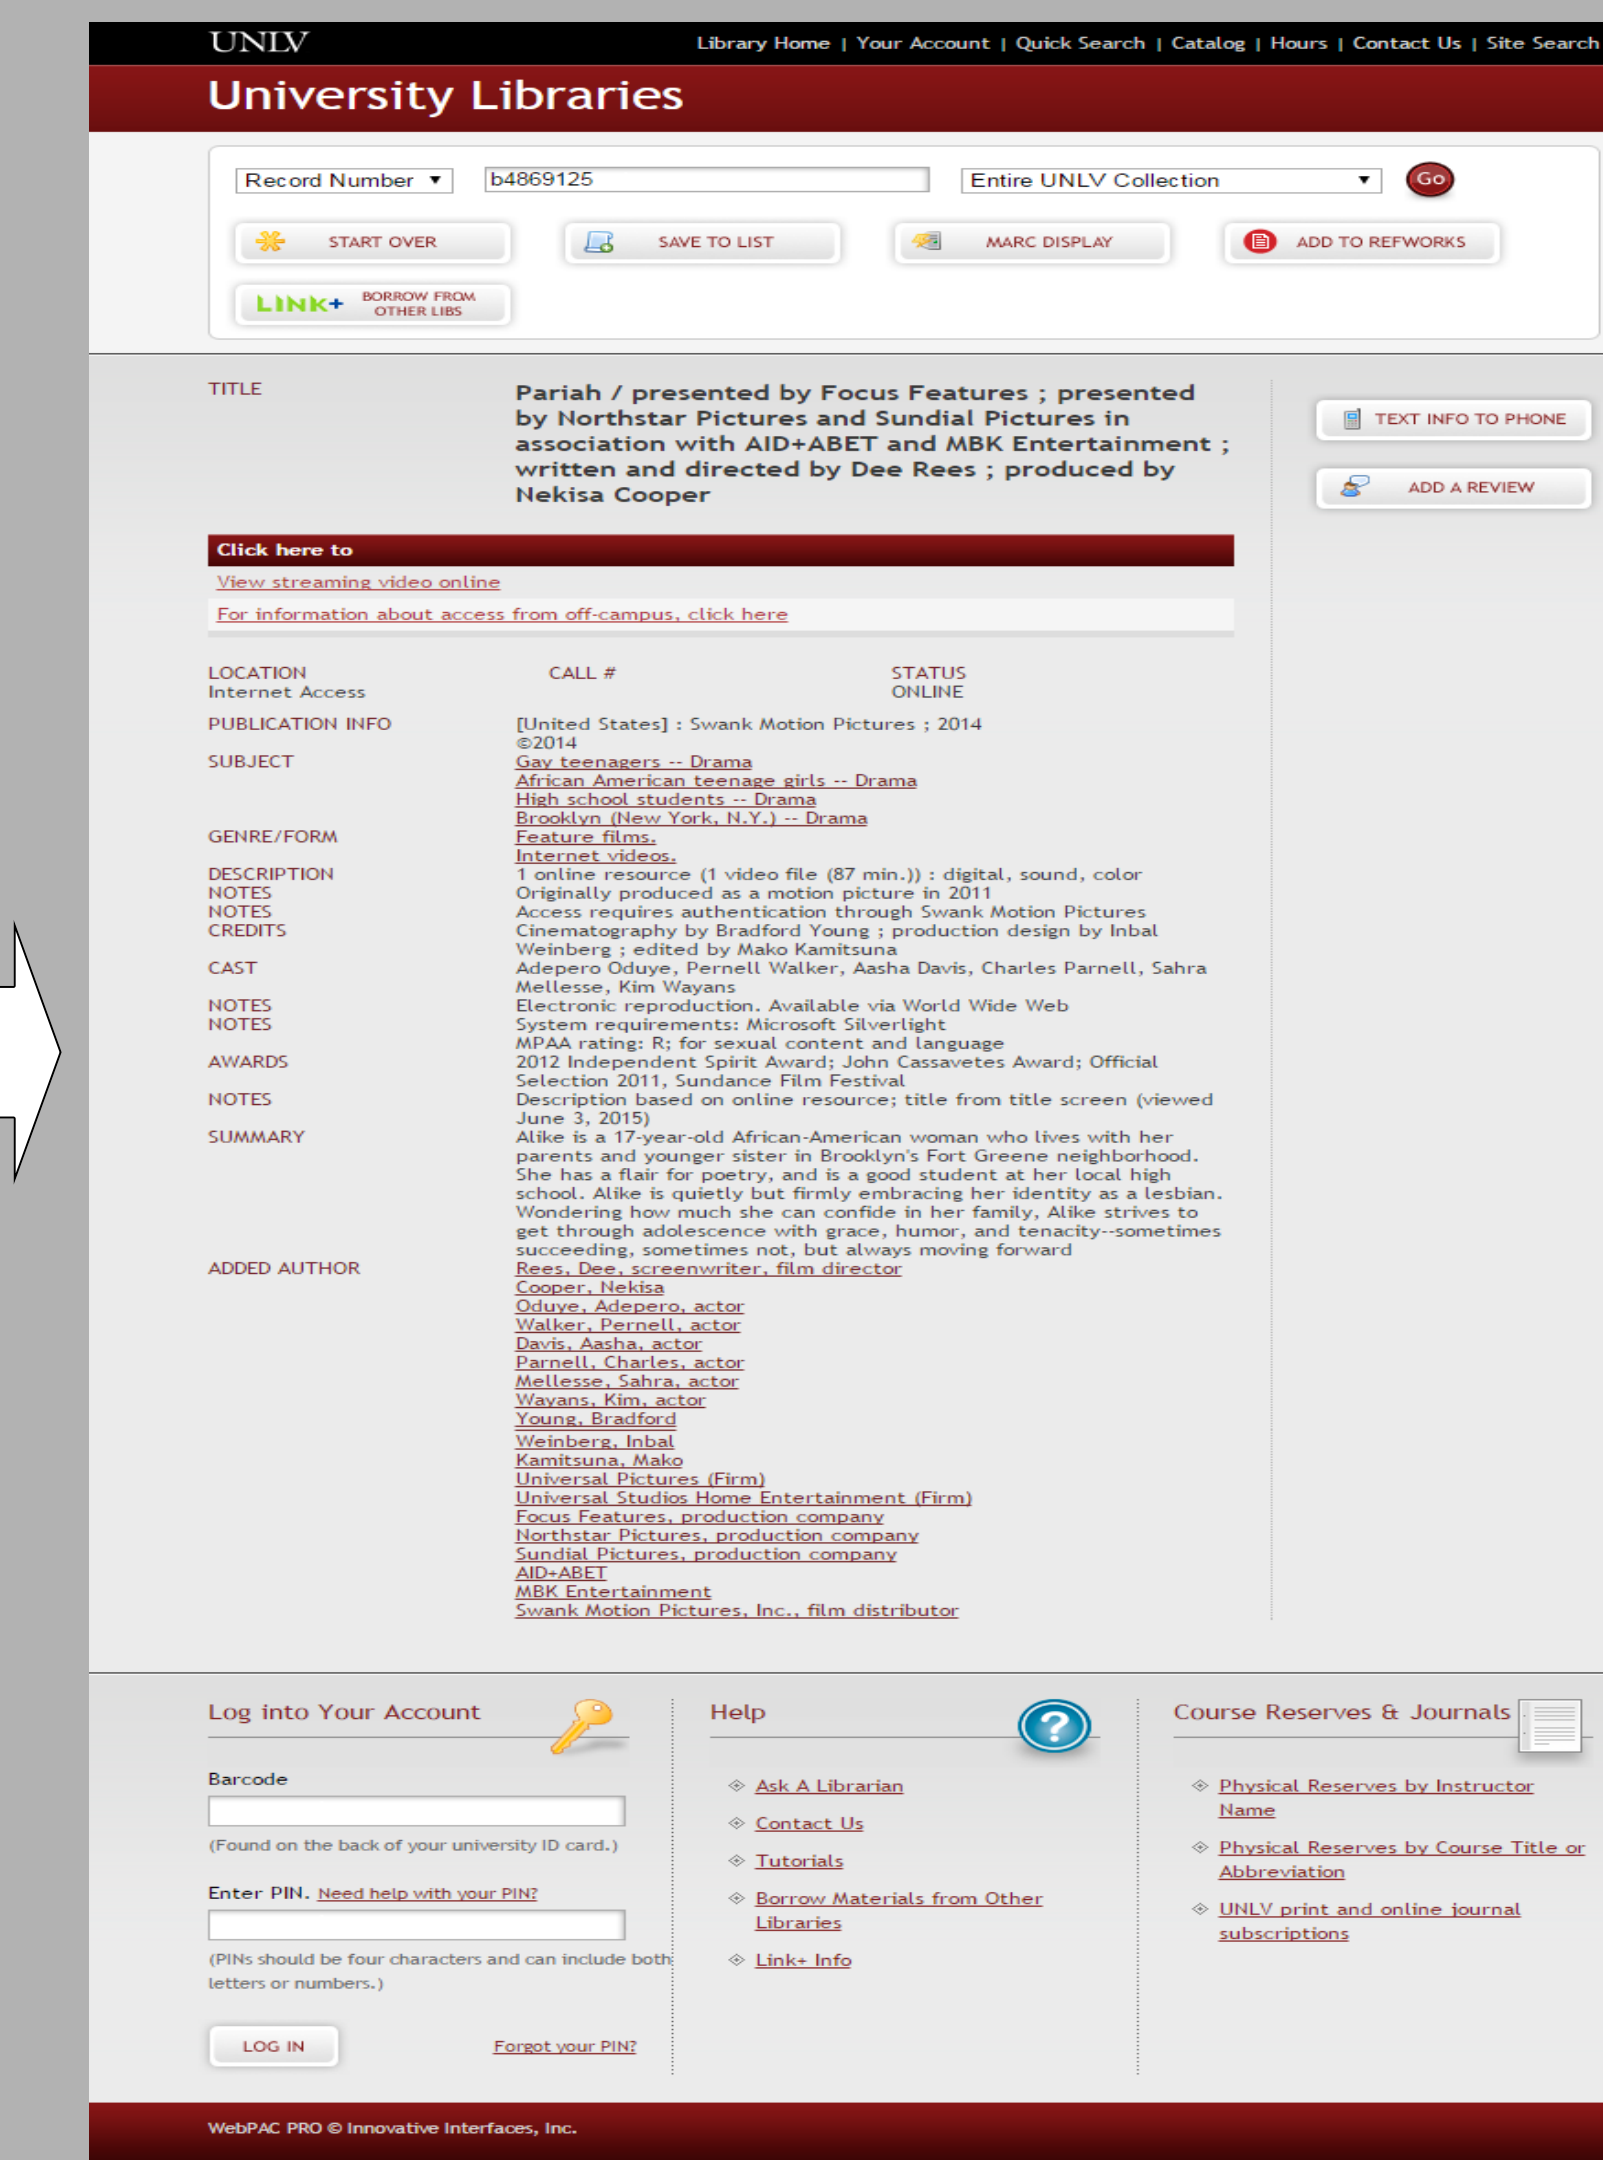 UNLV
Library Home | Your Account | Quick Search | Catalog | Hours | Contact Us | Site Search
University Libraries
Record Number b4869125 Entire UNLV Collection Go
START OVER SAVE TO LIST MARC DISPLAY ADD TO REFWORKS
LINK+ BORROW FROM
OTHER LIBS
TITLE Pariah / presented by Focus Features ; presented
by Northstar Pictures and Sundial Pictures in
association with AID+ABET and MBK Entertainment ;
written and directed by Dee Rees ; produced by
Nekisa Cooper
TEXT INFO TO PHONE
ADD A REVIEW
Click here to
View streaming video online
For information about access from off-campus, click here
LOCATION CALL # STATUS
Internet Access ONLINE
PUBLICATION INFO [United States] : Swank Motion Pictures ; 2014
©2014
SUBJECT Gay teenagers -- Drama
African American teenage girls -- Drama
High school students -- Drama
Brooklyn (New York, N.Y.) -- Drama
GENRE/FORM Feature films.
Internet videos.
DESCRIPTION 1 online resource (1 video file (87 min.)) : digital, sound, color
NOTES Originally produced as a motion picture in 2011
NOTES Access requires authentication through Swank Motion Pictures
CREDITS Cinematography by Bradford Young ; production design by Inbal
Weinberg ; edited by Mako Kamitsuna
CAST Adepero Oduye, Pernell Walker, Aasha Davis, Charles Parnell, Sahra
Mellesse, Kim Wayans
NOTES Electronic reproduction. Available via World Wide Web
NOTES System requirements: Microsoft Silverlight
MPAA rating: R; for sexual content and language
AWARDS 2012 Independent Spirit Award; John Cassavetes Award; Official
Selection 2011, Sundance Film Festival
NOTES Description based on online resource; title from title screen (viewed
June 3, 2015)
SUMMARY Alike is a 17-year-old African-American woman who lives with her
parents and younger sister in Brooklyn's Fort Greene neighborhood.
She has a flair for poetry, and is a good student at her local high
school. Alike is quietly but firmly embracing her identity as a lesbian.
Wondering how much she can confide in her family, Alike strives to
get through adolescence with grace, humor, and tenacity--sometimes
succeeding, sometimes not, but always moving forward
ADDED AUTHOR Rees, Dee, screenwriter, film director
Cooper, Nekisa
Oduye, Adepero, actor
Walker, Pernell, actor
Davis, Aasha, actor
Parnell, Charles, actor
Mellesse, Sahra, actor
Wayans, Kim, actor
Young, Bradford
Weinberg, Inbal
Kamitsuna, Mako
Universal Pictures (Firm)
Universal Studios Home Entertainment (Firm)
Focus Features, production company
Northstar Pictures, production company
Sundial Pictures, production company
AID+ABET
MBK Entertainment
Swank Motion Pictures, Inc., film distributor
Log into Your Account
Barcode
(Found on the back of your university ID card.)
Enter PIN. Need help with your PIN?
(PINs should be four characters and can include both
letters or numbers.)
LOG IN Forgot your PIN?
Help
?
Ask A Librarian
Contact Us
Tutorials
Borrow Materials from Other
Libraries
Link+ Info
Course Reserves & Journals
Physical Reserves by Instructor
Name
Physical Reserves by Course Title or
Abbreviation
UNLV print and online journal
subscriptions
WebPAC PRO © Innovative Interfaces, Inc.